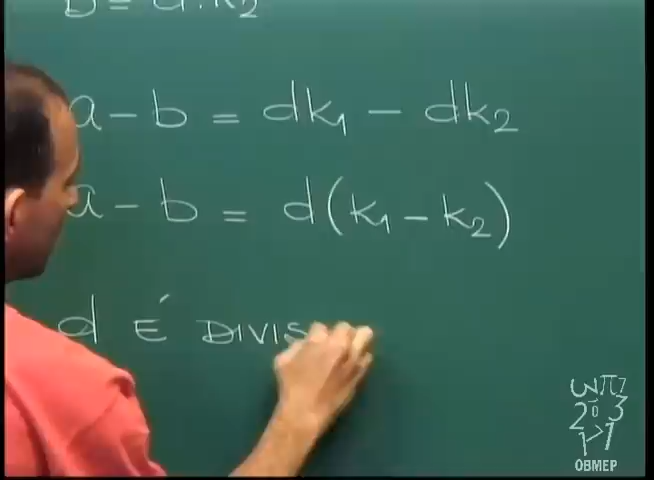 b = d.k₂
a - b = dk₁ - dk₂
a - b = d(k₁ - k₂)
d É DIVIS
OBMEP